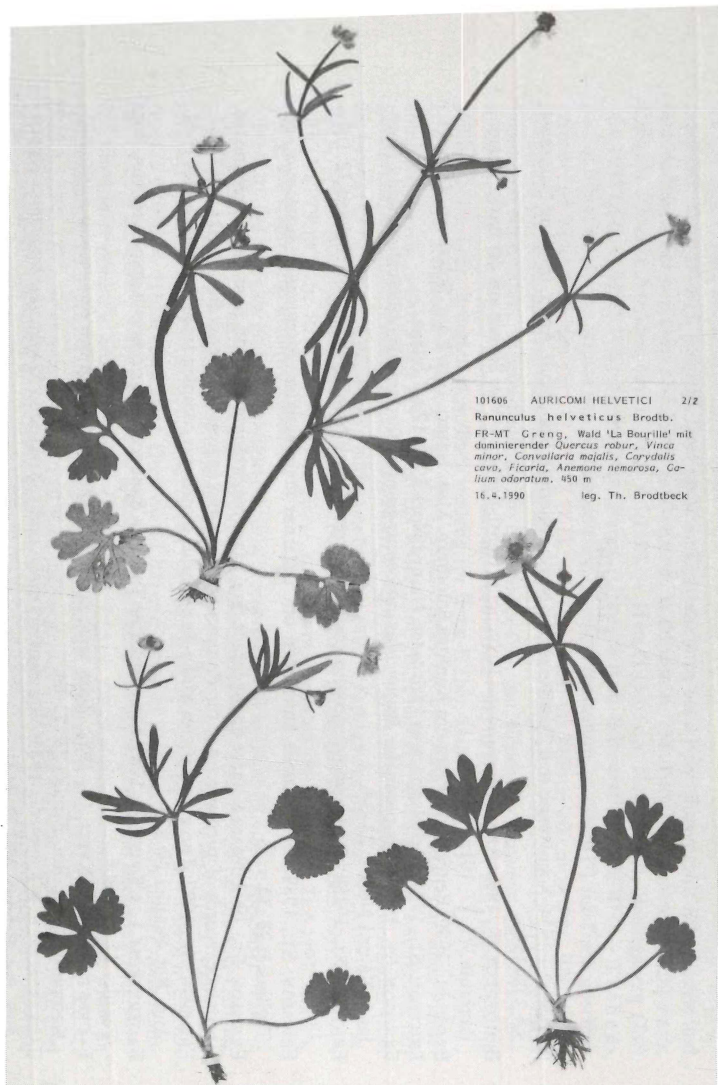 101606 AURICOMI HELVETICI 2/2
Ranunculus helveticus Brodtb.
FR-MT Greng, Wald 'La Bourille' mit
dominierender Quercus robur, Vinca
minor, Convallaria majalis, Corydalis
cava, Ficaria, Anemone nemorosa, Ga-
lium odoratum, 450 m
16.4.1990 leg. Th. Brodtbeck